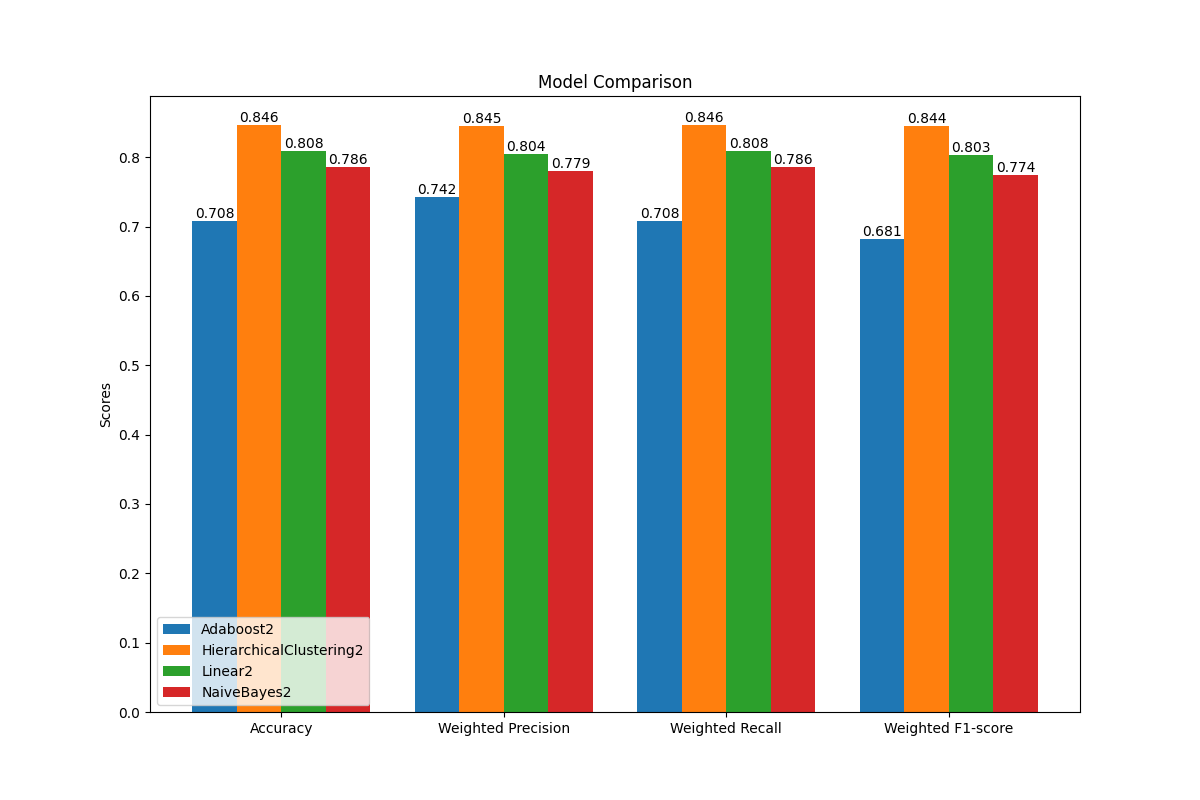 Model Comparison
0.846
0.845
0.846
0.844
0.808
0.804
0.808
0.803
0.786
0.779
0.786
0.774
0.708
0.742
0.708
0.681
Scores
0.8
0.7
0.6
0.5
0.4
0.3
0.2
0.1
0.0
Adaboost2
HierarchicalClustering2
Linear2
NaiveBayes2
Accuracy
Weighted Precision
Weighted Recall
Weighted F1-score